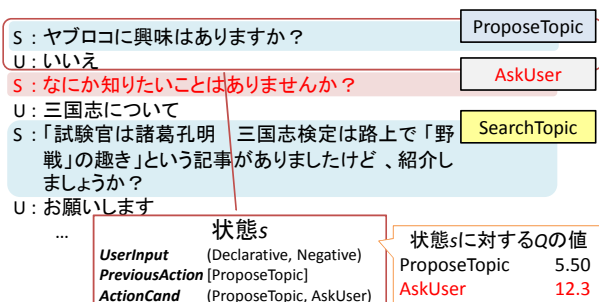 S：ヤブロコに興味はありますか？
ProposeTopic
U：いいえ
S：なにか知りたいことはありませんか？
AskUser
U：三国志について
S：「試験官は諸葛孔明　三国志検定は路上で「野
SearchTopic
戦」の趣き」という記事がありましたけど 、紹介し
ましょうか？
U：お願いします
…
状態s
UserInput (Declarative, Negative)
PreviousAction [ProposeTopic]
ActionCand (ProposeTopic, AskUser)
状態sに対するQの値
ProposeTopic 5.50
AskUser 12.3